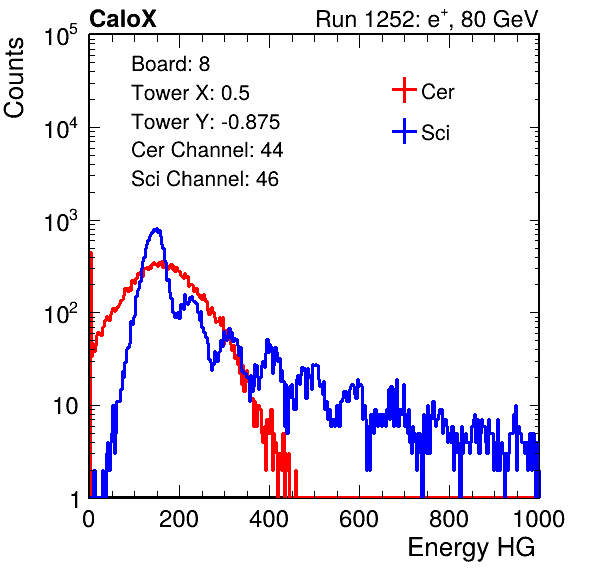 CaloX Run 1252: e⁺, 80 GeV
Counts
Board: 8
Tower X: 0.5
Tower Y: -0.875
Cer Channel: 44
Sci Channel: 46
Cer
Sci
10⁵
10⁴
10³
10²
10
1
0 200 400 600 800 1000
Energy HG